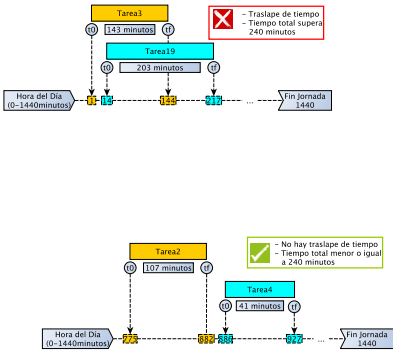 Tarea3
t0
143 minutos
tf
- Traslape de tiempo
- Tiempo total supera
240 minutos
Tarea19
t0
203 minutos
tf
Hora del Día
(0-1440minutos)
1
14
144
217
...
Fin Jornada
1440
Tarea2
t0
107 minutos
tf
- No hay traslape de tiempo
- Tiempo total menor o igual
a 240 minutos
Tarea4
t0
41 minutos
tf
Hora del Día
(0-1440minutos)
775
882
886
927
...
Fin Jornada
1440